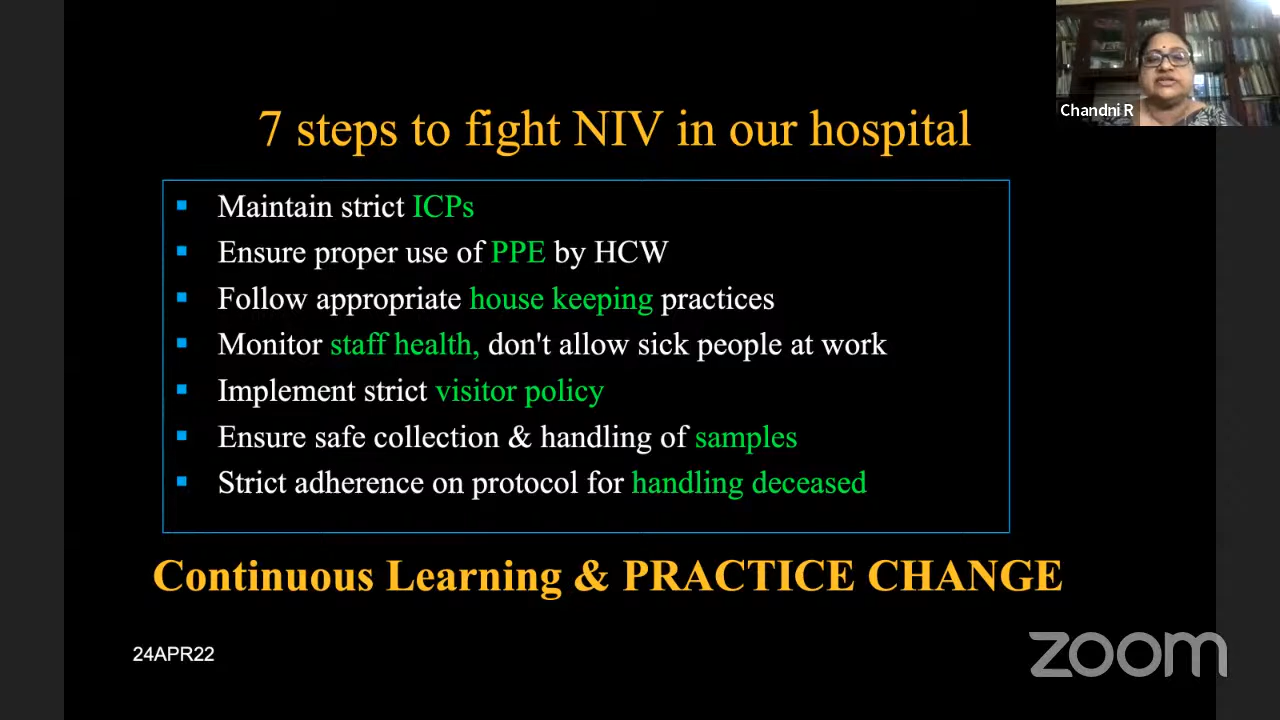 Chandni R
7 steps to fight NIV in our hospital
Maintain strict ICPs
Ensure proper use of PPE by HCW
Follow appropriate house keeping practices
Monitor staff health, don't allow sick people at work
Implement strict visitor policy
Ensure safe collection & handling of samples
Strict adherence on protocol for handling deceased
Continuous Learning & PRACTICE CHANGE
24APR22
zoom